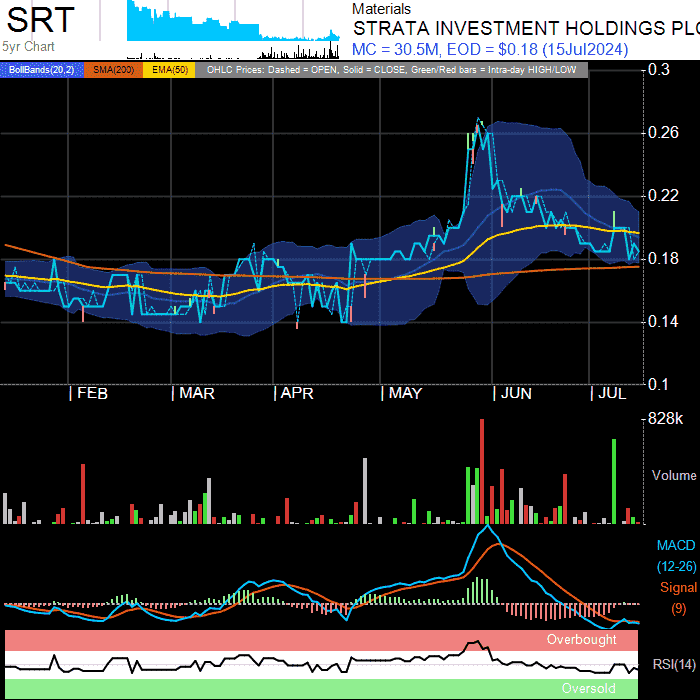 SRT
5yr Chart
Materials
STRATA INVESTMENT HOLDINGS PLC
MC = 30.5M, EOD = $0.18 (15Jul2024)
BollBands(20,2) SMA(200) EMA(50) OHLC Prices: Dashed = OPEN, Solid = CLOSE, Green/Red bars = Intra-day HIGH/LOW
0.3
0.26
0.22
0.18
0.14
0.1
FEB MAR APR MAY JUN JUL
828k
Volume
MACD
(12-26)
Signal
(9)
Overbought
RSI(14)
Oversold